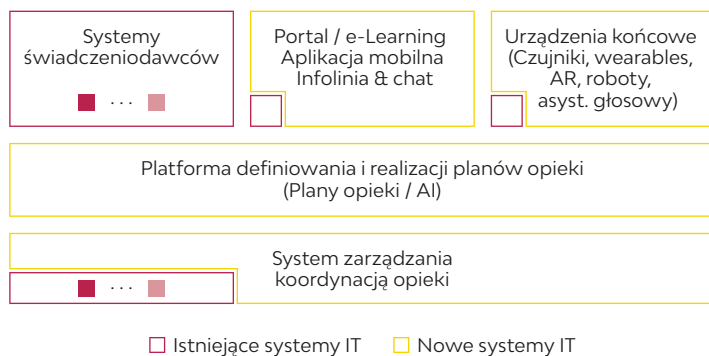 Systemy
świadczeniodawców
...
Portal / e-Learning
Aplikacja mobilna
Infolinia & chat
Urządzenia końcowe
(Czujniki, wearables,
AR, roboty,
asyst. głosowy)
Platforma definiowania i realizacji planów opieki
(Plany opieki / AI)
System zarządzania
koordynacją opieki
...
Istniejące systemy IT
Nowe systemy IT